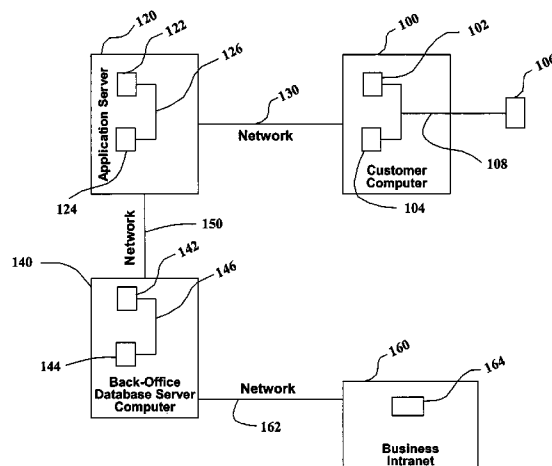 120
122
126
100
102
106
Application Server
130
Network
108
Customer
Computer
124
104
150
Network
140
142
146
144
Back-Office
Database Server
Computer
Network
162
160
164
Business
Intranet